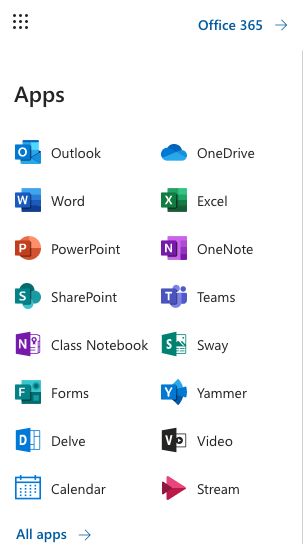 Office 365 →
Apps
Outlook OneDrive
Word Excel
PowerPoint OneNote
SharePoint Teams
Class Notebook Sway
Forms Yammer
Delve Video
Calendar Stream
All apps →